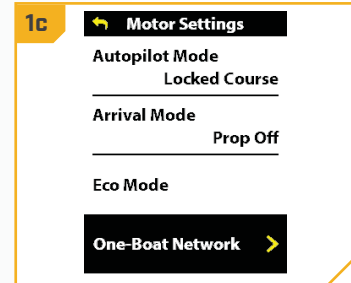 1c
Motor Settings
Autopilot Mode
Locked Course
Arrival Mode
Prop Off
Eco Mode
One-Boat Network